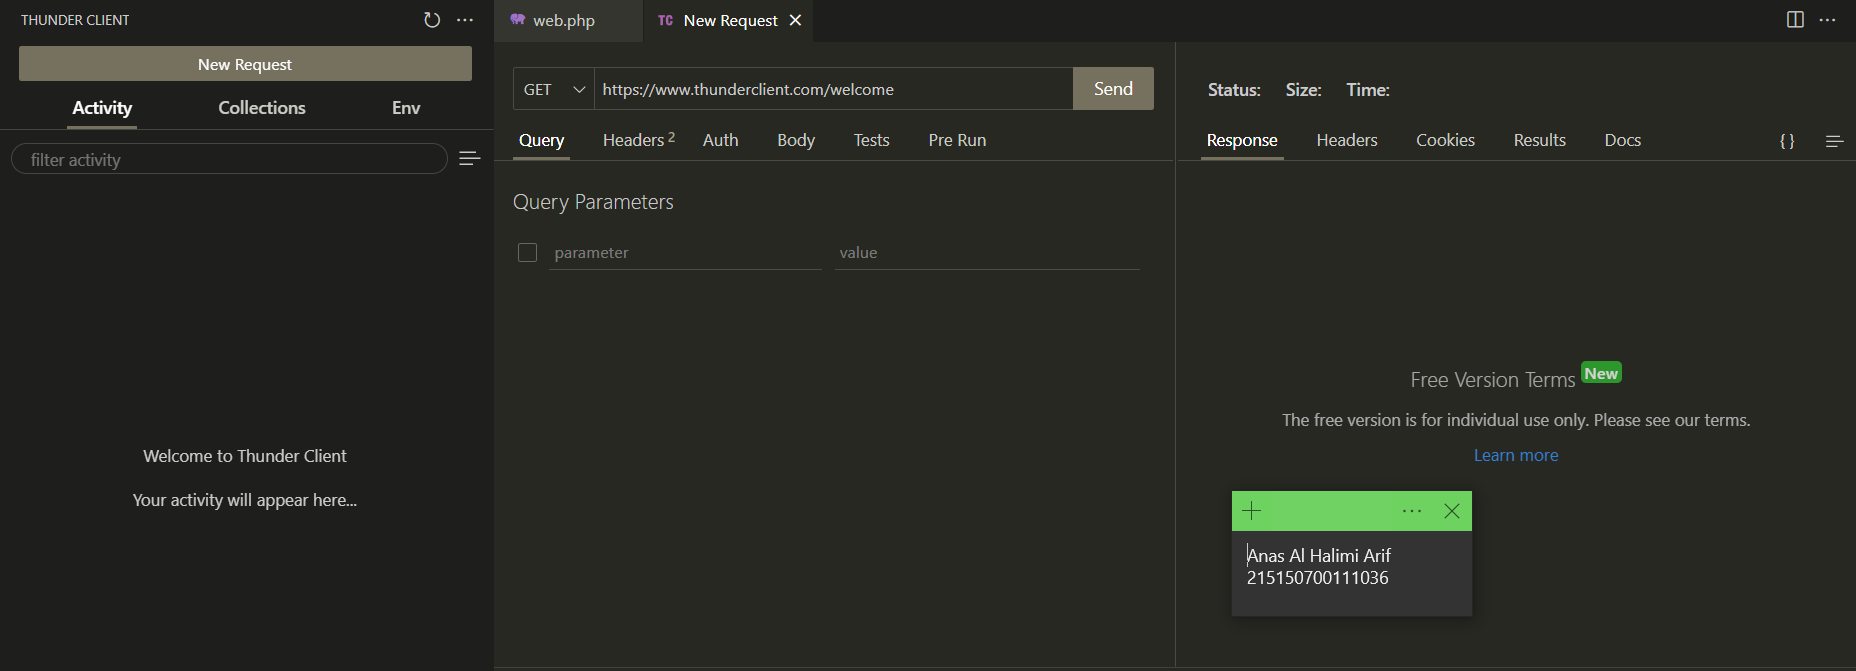 THUNDER CLIENT
New Request
Activity Collections Env
filter activity
Welcome to Thunder Client
Your activity will appear here...
web.php TC New Request
GET https://www.thunderclient.com/welcome Send
Query Headers 2 Auth Body Tests Pre Run
Query Parameters
parameter value
Status: Size: Time:
Response Headers Cookies Results Docs { }
Free Version Terms New
The free version is for individual use only. Please see our terms.
Learn more
Anas Al Halimi Arif
215150700111036